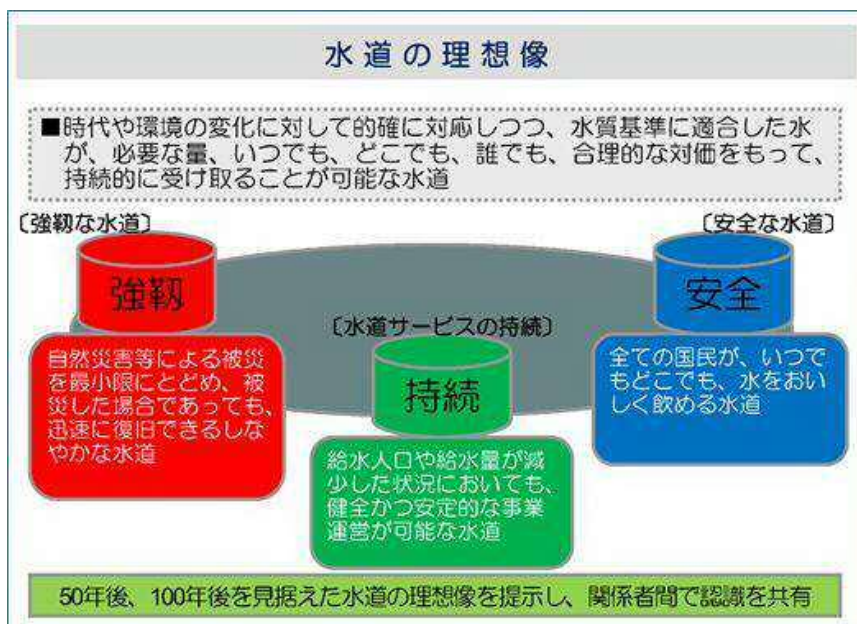 水道の理想像
■時代や環境の変化に対して的確に対応しつつ、水質基準に適合した水
が、必要な量、いつでも、どこでも、誰でも、合理的な対価をもって、
持続的に受け取ることが可能な水道
〔強靱な水道〕
強靱
自然災害等による被災
を最小限にとどめ、被
災した場合であっても、
迅速に復旧できるしな
やかな水道
〔水道サービスの持続〕
持続
給水人口や給水量が減
少した状況においても、
健全かつ安定的な事業
運営が可能な水道
〔安全な水道〕
安全
全ての国民が、いつで
もどこでも、水をおい
しく飲める水道
50年後、100年後を見据えた水道の理想像を提示し、関係者間で認識を共有